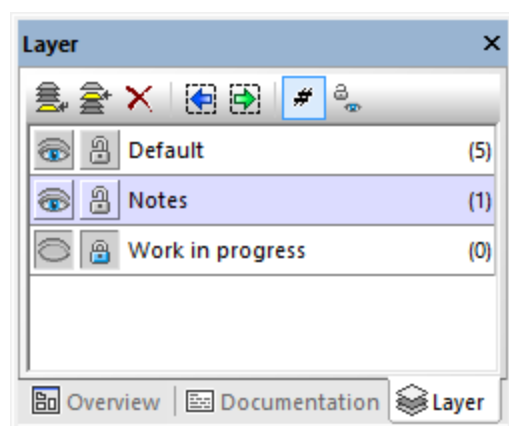 Layer
#
Default (5)
Notes (1)
Work in progress (0)
Overview Documentation Layer